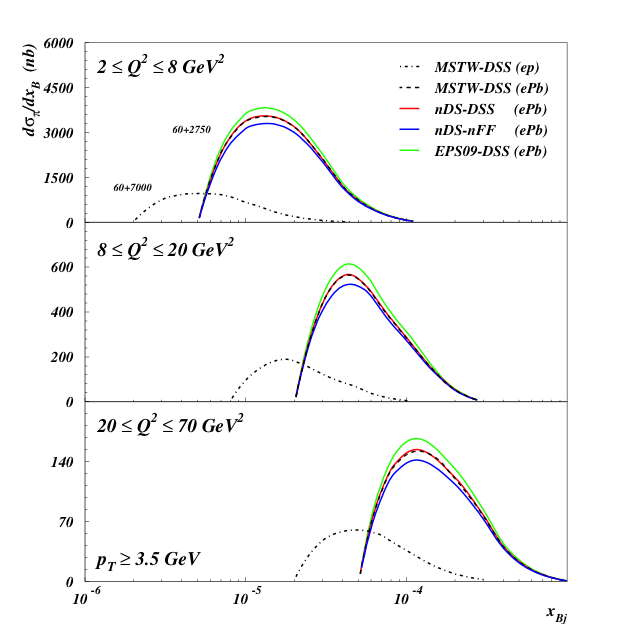 dσπ/dxB (nb)
6000
4500
3000
1500
0
2 ≤ Q² ≤ 8 GeV²
MSTW-DSS (ep)
MSTW-DSS (ePb)
nDS-DSS (ePb)
nDS-nFF (ePb)
EPS09-DSS (ePb)
60+2750
60+7000
8 ≤ Q² ≤ 20 GeV²
600
400
200
0
20 ≤ Q² ≤ 70 GeV²
140
70
0
pT ≥ 3.5 GeV
10⁻⁶ 10⁻⁵ 10⁻⁴
xBj